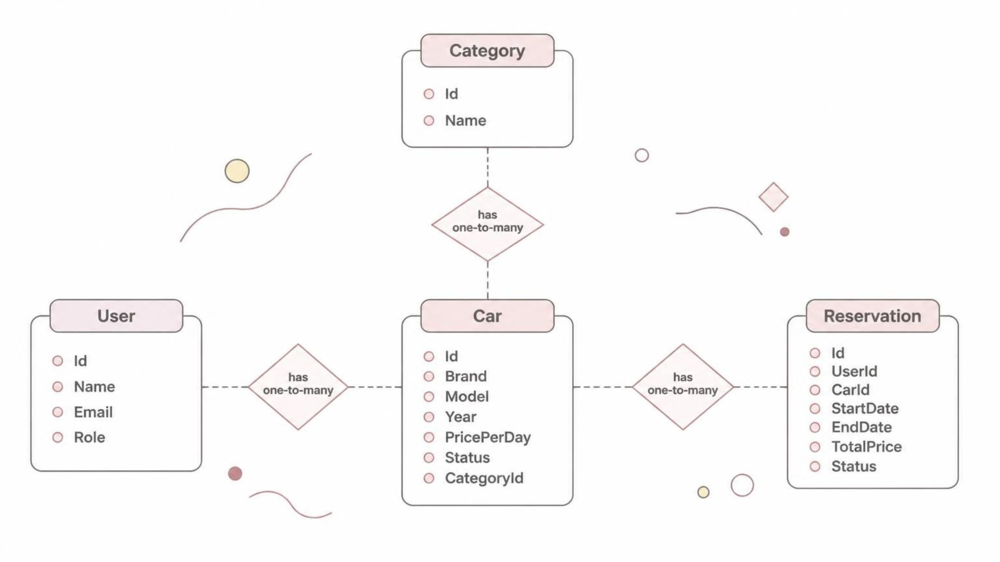 Category
Id
Name
has
one-to-many
User
Id
Name
Email
Role
has
one-to-many
Car
Id
Brand
Model
Year
PricePerDay
Status
CategoryId
has
one-to-many
Reservation
Id
UserId
CarId
StartDate
EndDate
TotalPrice
Status